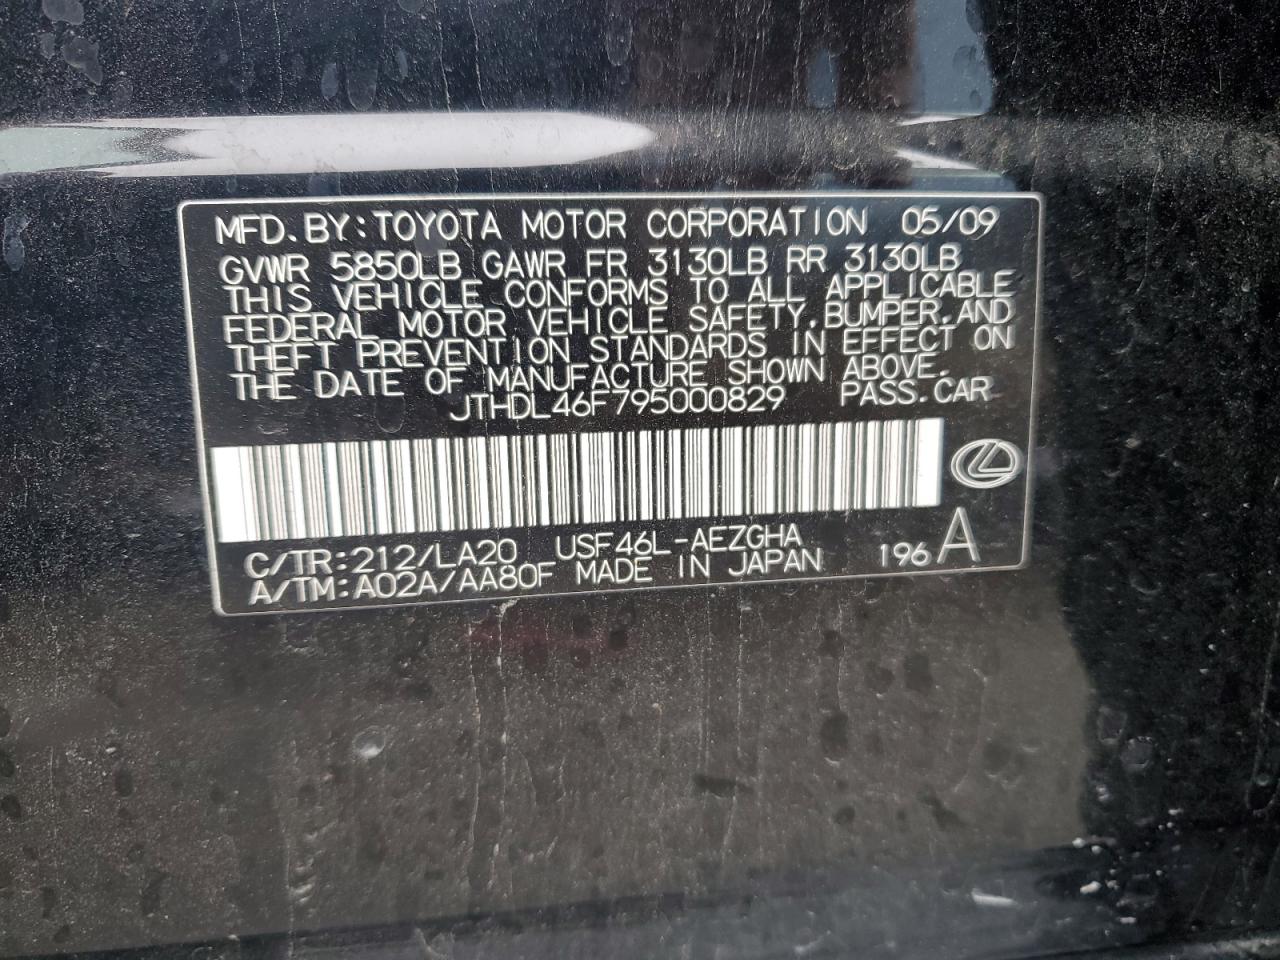 MFD. BY: TOYOTA MOTOR CORPORATION 05/09
GVWR 5850LB GAWR FR 3130LB RR 3130LB
THIS VEHICLE CONFORMS TO ALL APPLICABLE
FEDERAL MOTOR VEHICLE SAFETY, BUMPER, AND
THEFT PREVENTION STANDARDS IN EFFECT ON
THE DATE OF MANUFACTURE SHOWN ABOVE.
JTHDL46F795000829 PASS. CAR
C/TR: 212/LA20 USF46L-AEZGHA
A/TM: A02A/AA80F MADE IN JAPAN 196 A